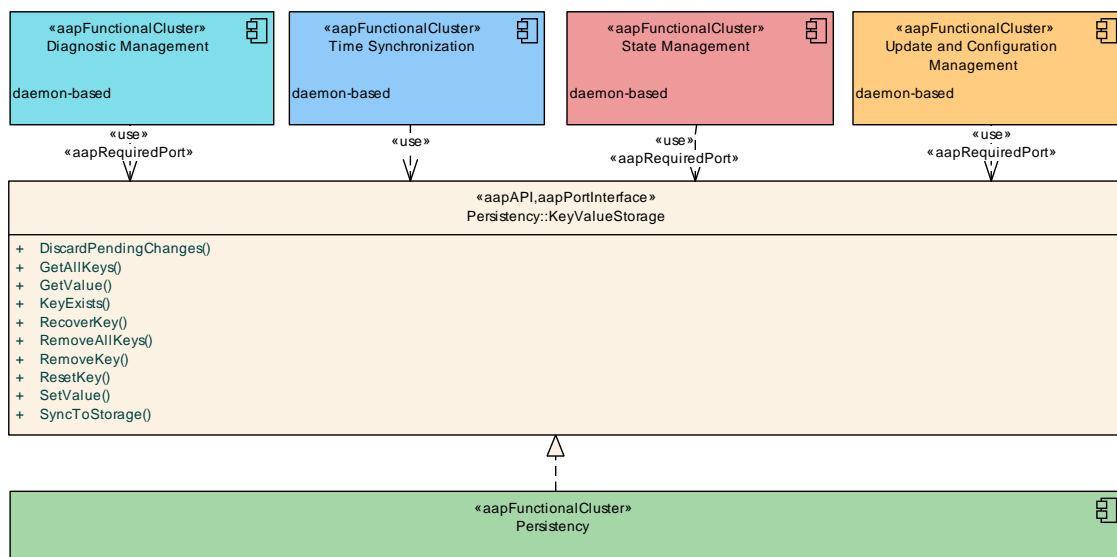 «aapFunctionalCluster»
Diagnostic Management
daemon-based
«aapFunctionalCluster»
Time Synchronization
daemon-based
«aapFunctionalCluster»
State Management
daemon-based
«aapFunctionalCluster»
Update and Configuration
Management
daemon-based
«use»
«aapRequiredPort»
«use»
«use»
«aapRequiredPort»
«use»
«aapRequiredPort»
«aapAPI,aapPortInterface»
Persistency::KeyValueStorage
+ DiscardPendingChanges()
+ GetAllKeys()
+ GetValue()
+ KeyExists()
+ RecoverKey()
+ RemoveAllKeys()
+ RemoveKey()
+ ResetKey()
+ SetValue()
+ SyncToStorage()
«aapFunctionalCluster»
Persistency